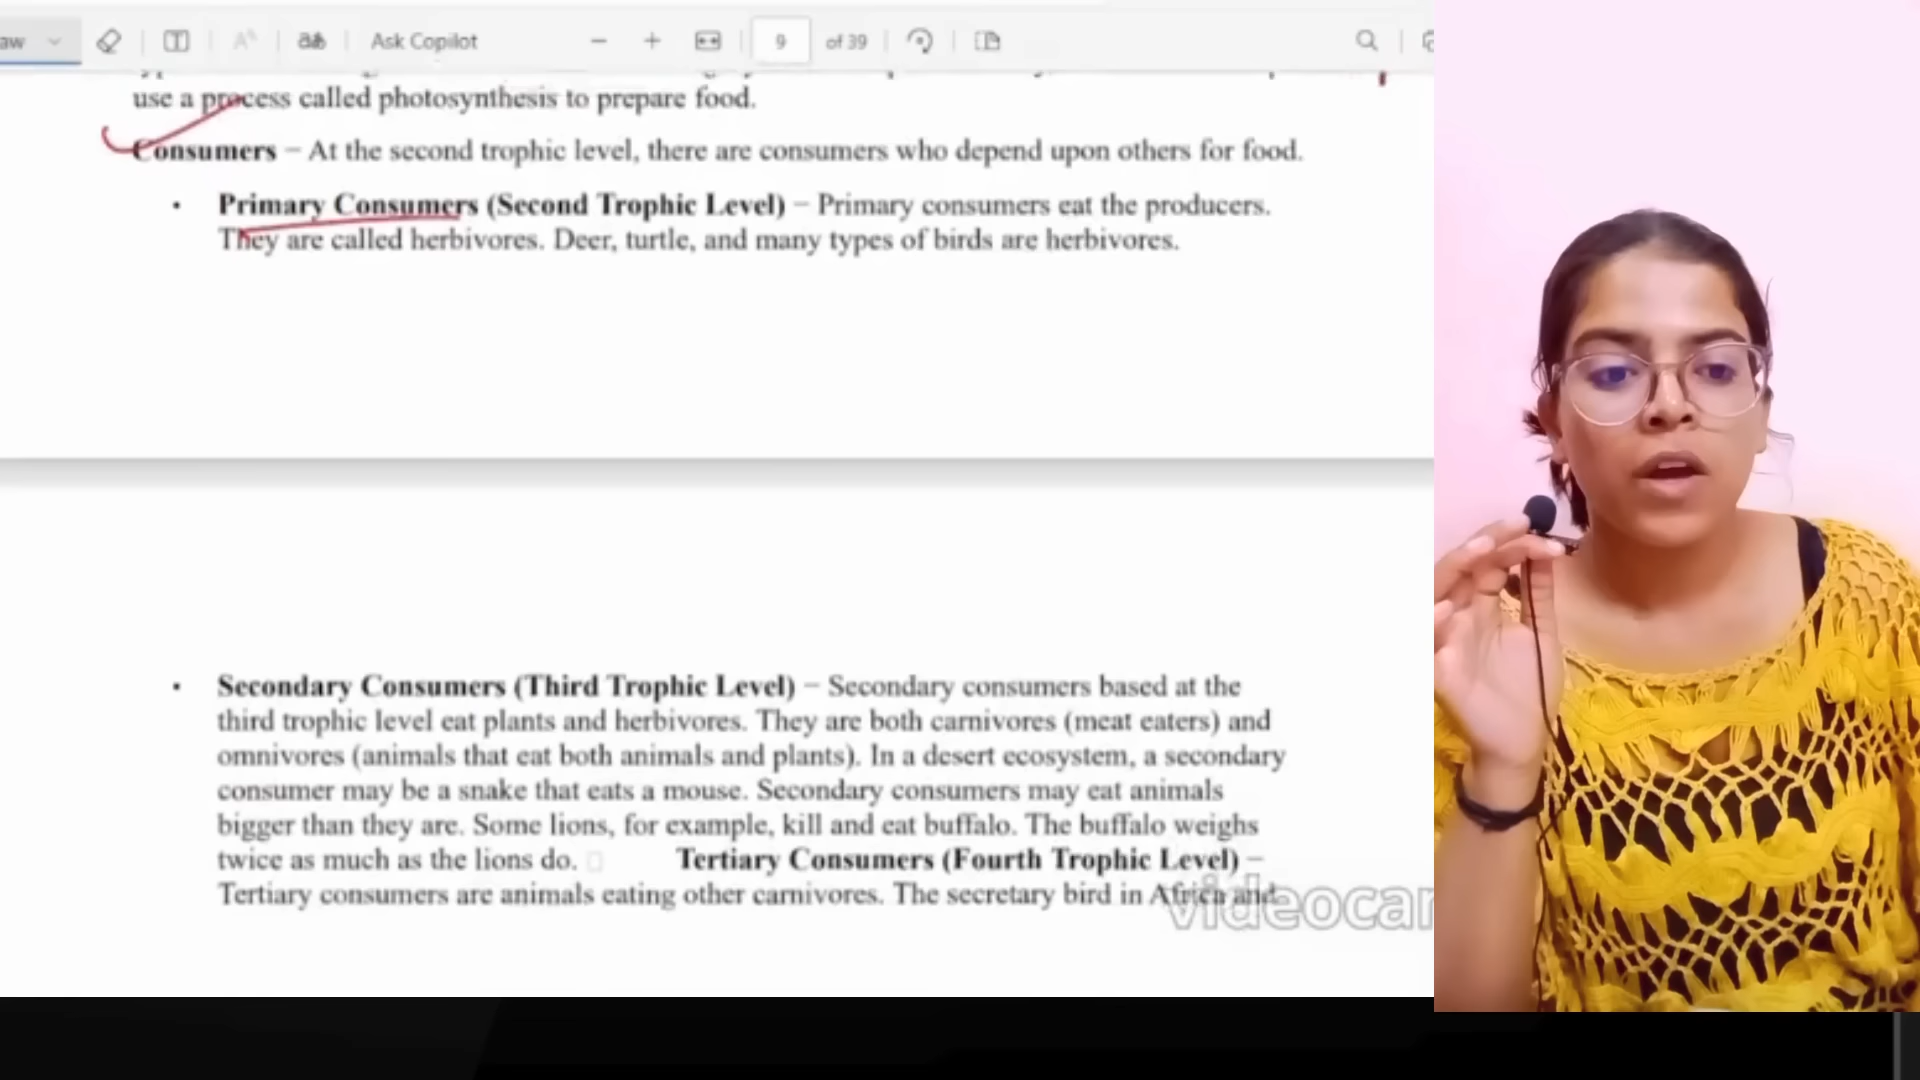 aw
Ask Copilot
9 of 39
use a process called photosynthesis to prepare food.
Consumers − At the second trophic level, there are consumers who depend upon others for food.
• Primary Consumers (Second Trophic Level) − Primary consumers eat the producers.
They are called herbivores. Deer, turtle, and many types of birds are herbivores.
• Secondary Consumers (Third Trophic Level) − Secondary consumers based at the
third trophic level eat plants and herbivores. They are both carnivores (meat eaters) and
omnivores (animals that eat both animals and plants). In a desert ecosystem, a secondary
consumer may be a snake that eats a mouse. Secondary consumers may eat animals
bigger than they are. Some lions, for example, kill and eat buffalo. The buffalo weighs
twice as much as the lions do. Tertiary Consumers (Fourth Trophic Level) −
Tertiary consumers are animals eating other carnivores. The secretary bird in Africa and
videocar